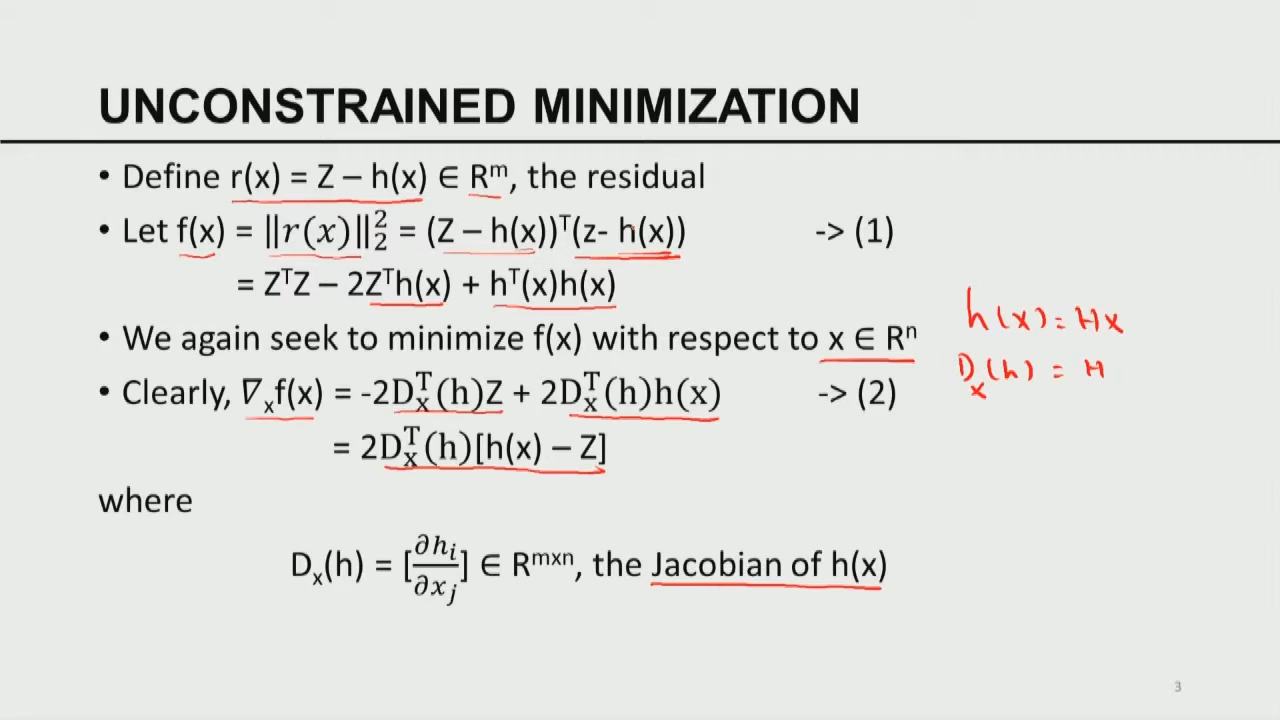 UNCONSTRAINED MINIMIZATION
• Define r(x) = Z – h(x) ∈ Rᵐ, the residual
• Let f(x) = ‖r(x)‖₂² = (Z – h(x))ᵀ(z- h(x)) -> (1)
= ZᵀZ – 2Zᵀh(x) + hᵀ(x)h(x)
h(x) = Hx
• We again seek to minimize f(x) with respect to x ∈ Rⁿ
Dₓ(h) = H
• Clearly, ∇ₓf(x) = -2Dₓᵀ(h)Z + 2Dₓᵀ(h)h(x) -> (2)
= 2Dₓᵀ(h)[h(x) – Z]
where
Dₓ(h) = [∂hᵢ/∂xⱼ] ∈ Rᵐˣⁿ, the Jacobian of h(x)
3